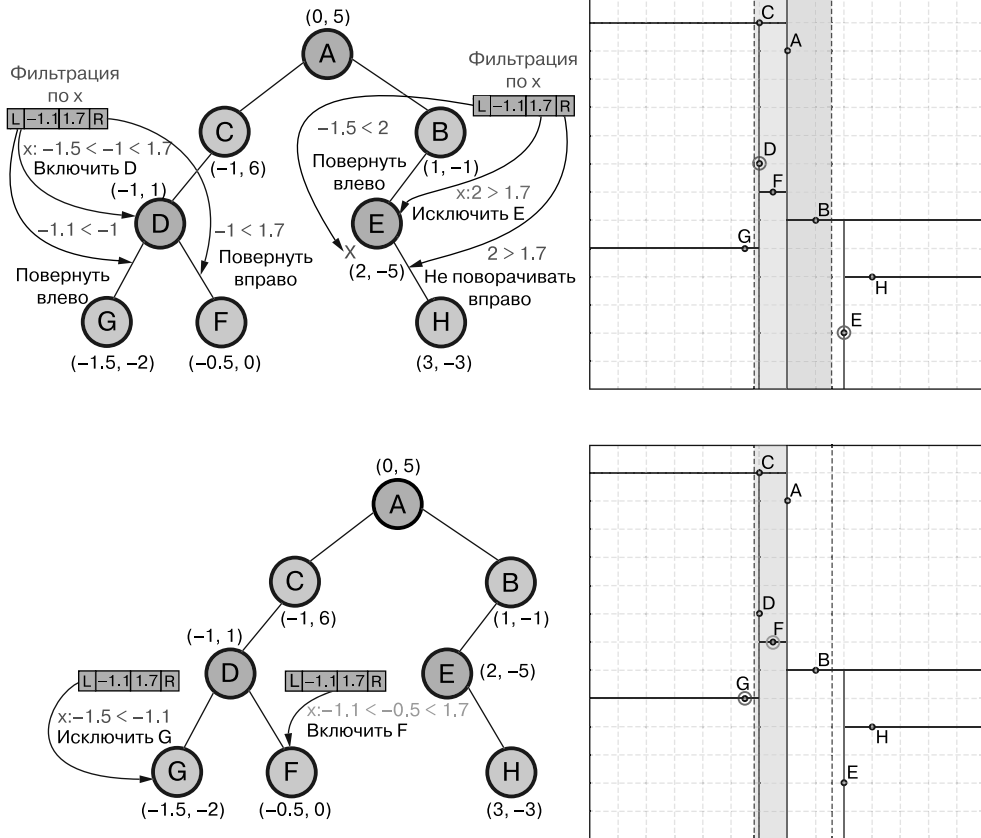 (0, 5)
A
Фильтрация
по x
L −1.1 1.7 R
x: −1.5 < −1 < 1.7
Включить D
C
(−1, 6)
(−1, 1)
D
−1.1 < −1
Повернуть
влево
−1 < 1.7
Повернуть
вправо
G
(−1.5, −2)
F
(−0.5, 0)
Фильтрация
по x
L −1.1 1.7 R
−1.5 < 2
B
(1, −1)
Повернуть
влево
x:2 > 1.7
Исключить E
E
X
(2, −5)
2 > 1.7
Не поворачивать
вправо
H
(3, −3)
C
A
D
F
B
G
H
E
(0, 5)
A
C
(−1, 6)
B
(1, −1)
(−1, 1)
D
E
(2, −5)
L −1.1 1.7 R
x:−1.5 < −1.1
Исключить G
L −1.1 1.7 R
x:−1.1 < −0.5 < 1.7
Включить F
G
(−1.5, −2)
F
(−0.5, 0)
H
(3, −3)
C
A
D
F
B
G
H
E